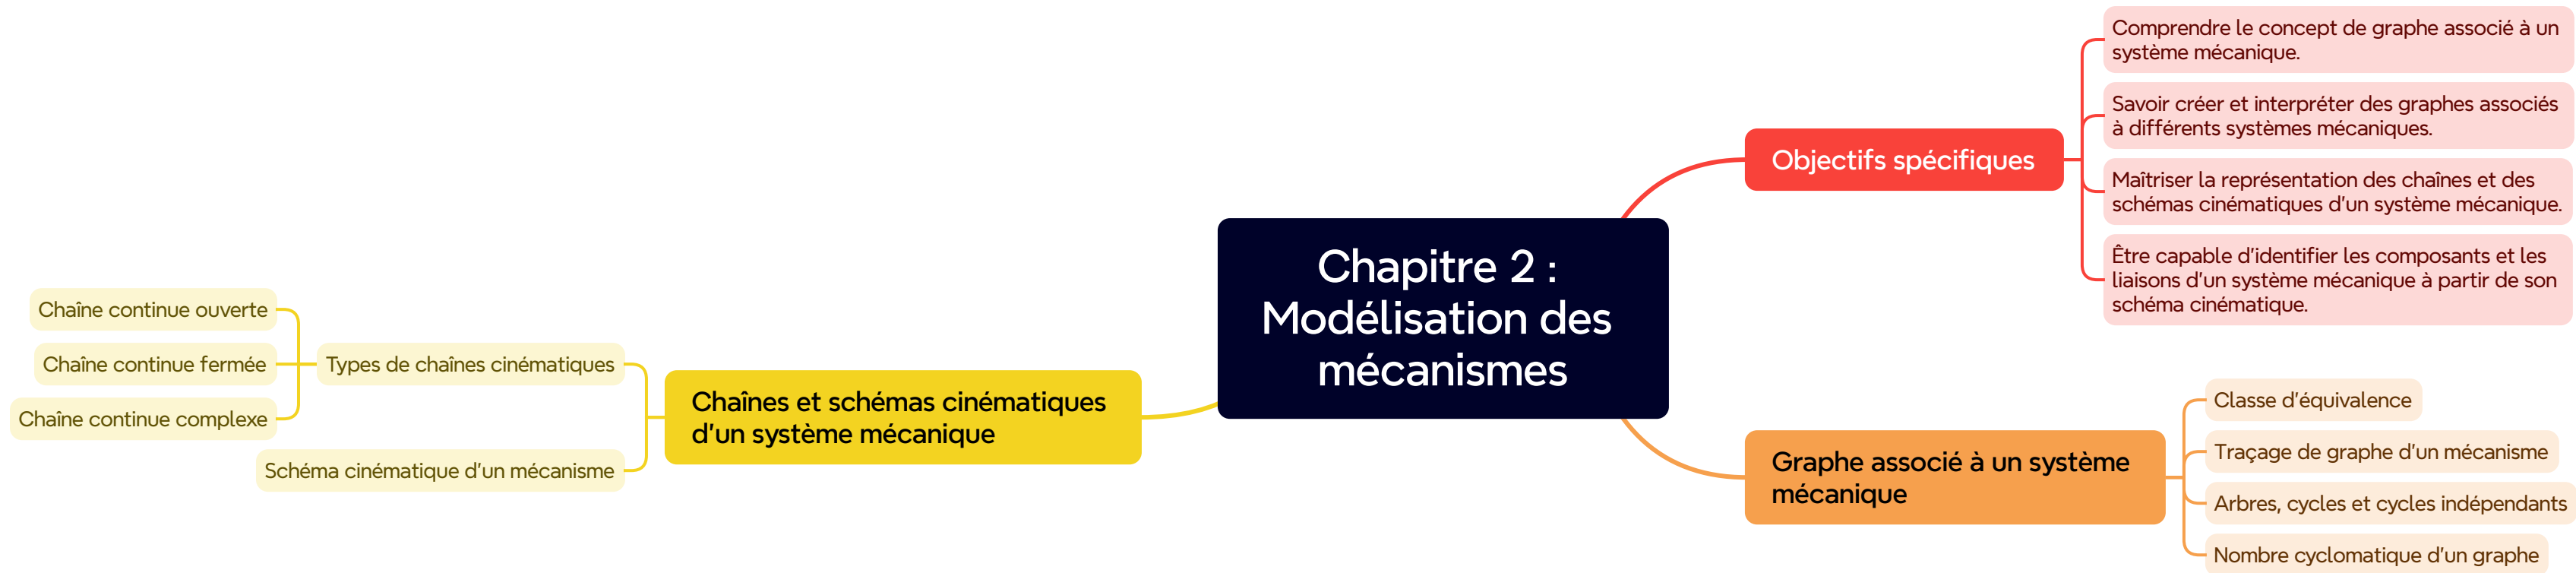 Chapitre 2 :
Modélisation des
mécanismes
Objectifs spécifiques
Comprendre le concept de graphe associé à un
système mécanique.
Savoir créer et interpréter des graphes associés
à différents systèmes mécaniques.
Maîtriser la représentation des chaînes et des
schémas cinématiques d'un système mécanique.
Être capable d'identifier les composants et les
liaisons d'un système mécanique à partir de son
schéma cinématique.
Graphe associé à un système
mécanique
Classe d'équivalence
Traçage de graphe d'un mécanisme
Arbres, cycles et cycles indépendants
Nombre cyclomatique d'un graphe
Chaînes et schémas cinématiques
d'un système mécanique
Types de chaînes cinématiques
Chaîne continue ouverte
Chaîne continue fermée
Chaîne continue complexe
Schéma cinématique d'un mécanisme